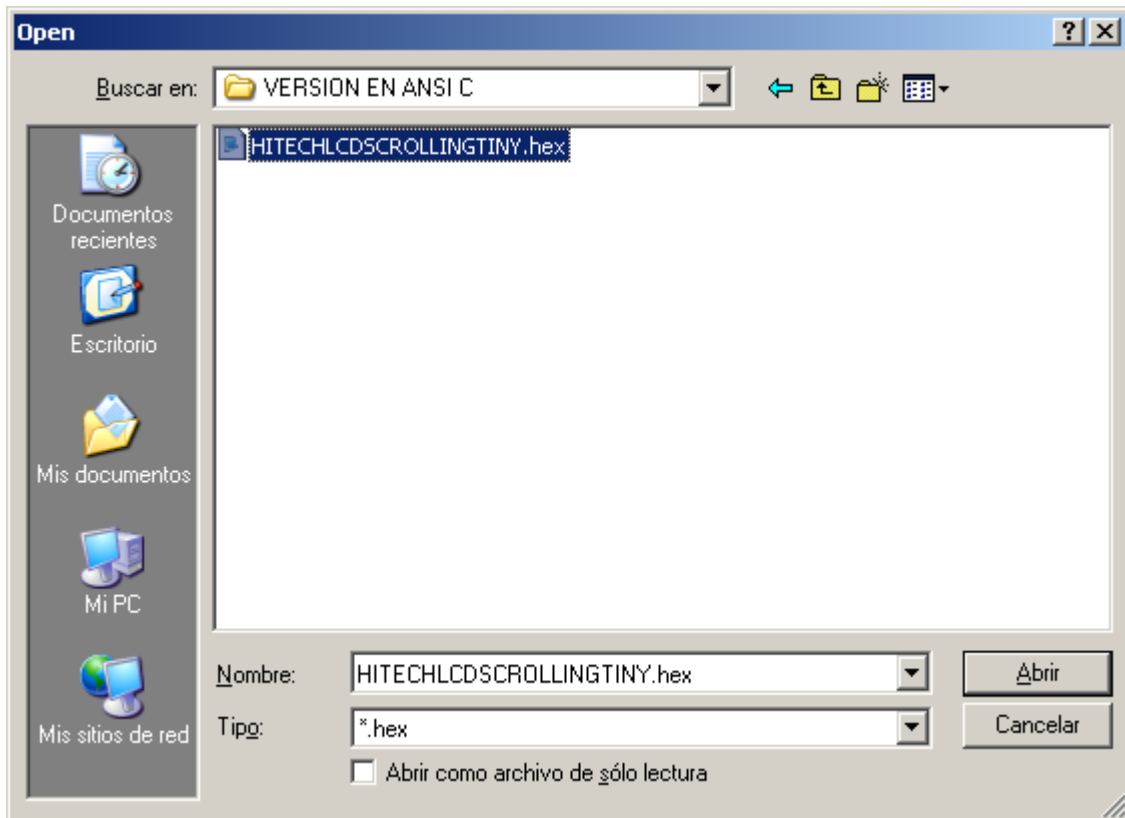 Open
Buscar en: VERSION EN ANSI C
HITECHLCDSCROLLINGTINY.hex
Documentos
recientes
Escritorio
Mis documentos
Mi PC
Mis sitios de red
Nombre: HITECHLCDSCROLLINGTINY.hex Abrir
Tipo: *.hex Cancelar
Abrir como archivo de sólo lectura